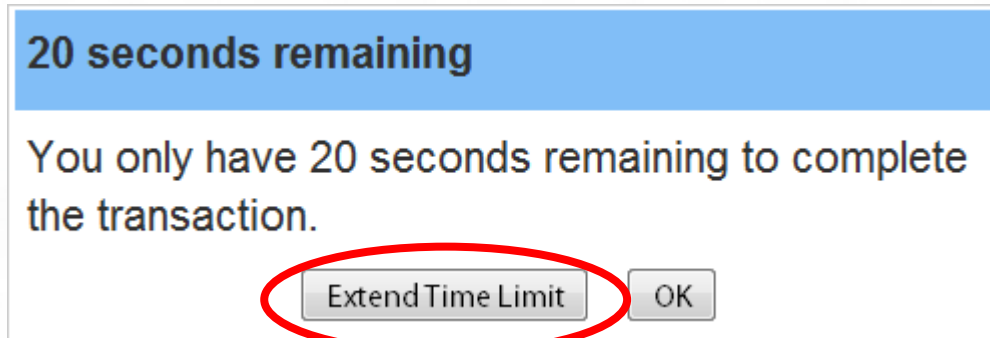 20 seconds remaining
You only have 20 seconds remaining to complete
the transaction.
Extend Time Limit OK